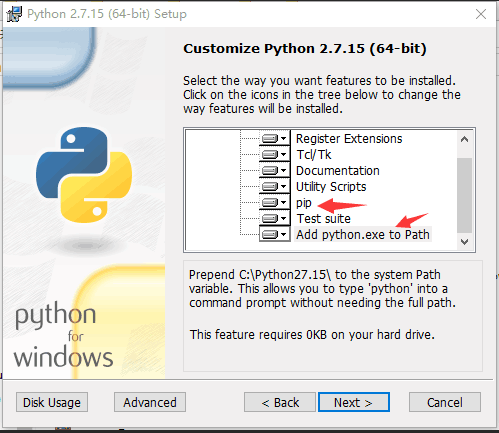 Python 2.7.15 (64-bit) Setup
Customize Python 2.7.15 (64-bit)
Select the way you want features to be installed.
Click on the icons in the tree below to change the
way features will be installed.
Register Extensions
Tcl/Tk
Documentation
Utility Scripts
pip
Test suite
Add python.exe to Path
Prepend C:\Python27.15\ to the system Path
variable. This allows you to type 'python' into a
command prompt without needing the full path.
This feature requires 0KB on your hard drive.
python
for
windows
Disk Usage
Advanced
< Back
Next >
Cancel